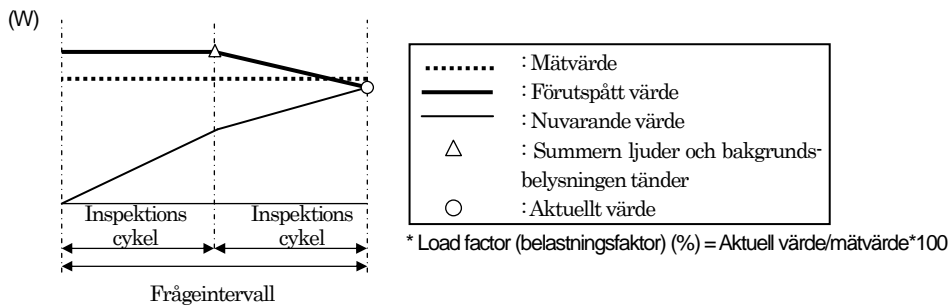 (W)
Inspektions
cykel
Inspektions
cykel
Frågeintervall
: Mätvärde
: Förutspått värde
: Nuvarande värde
: Summern ljuder och bakgrunds-
belysningen tänder
: Aktuellt värde
* Load factor (belastningsfaktor) (%) = Aktuell värde/mätvärde*100